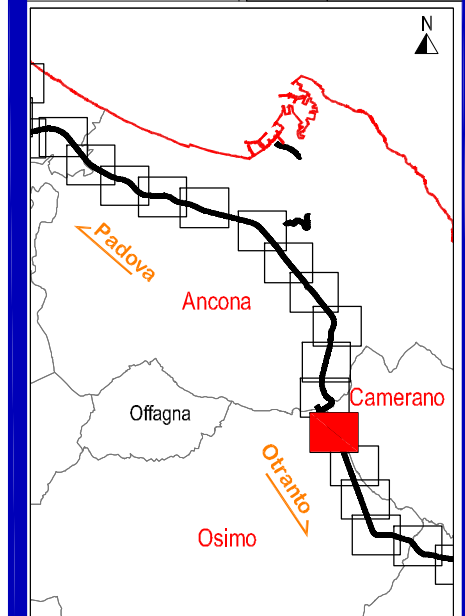 N
Padova
Ancona
Camerano
Offagna
Otranto
Osimo